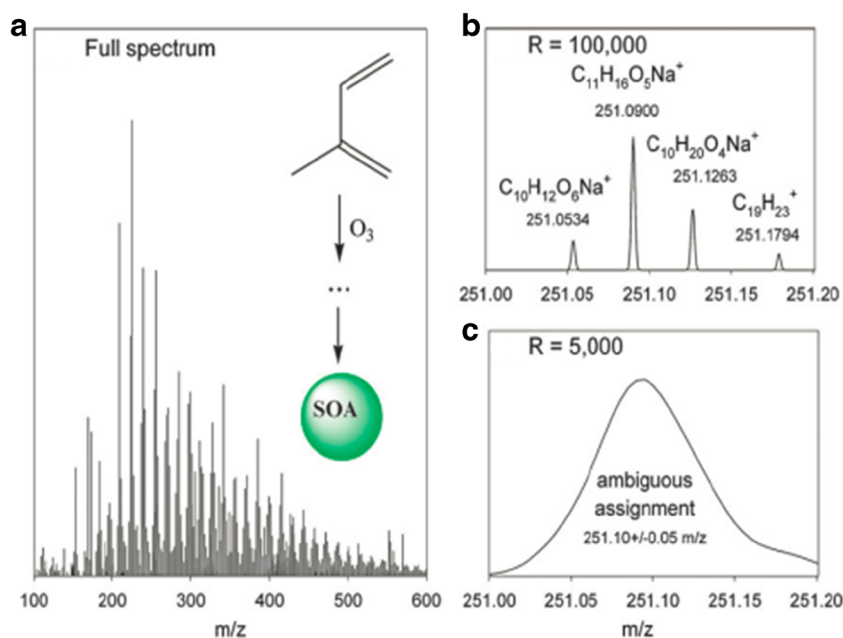 a
Full spectrum
O₃
...
SOA
100 200 300 400 500 600
m/z
b
R = 100,000
C₁₁H₁₆O₅Na⁺
251.0900
C₁₀H₂₀O₄Na⁺
251.1263
C₁₀H₁₂O₆Na⁺
251.0534
C₁₉H₂₃⁺
251.1794
251.00 251.05 251.10 251.15 251.20
c
R = 5,000
ambiguous
assignment
251.10+/-0.05 m/z
251.00 251.05 251.10 251.15 251.20
m/z